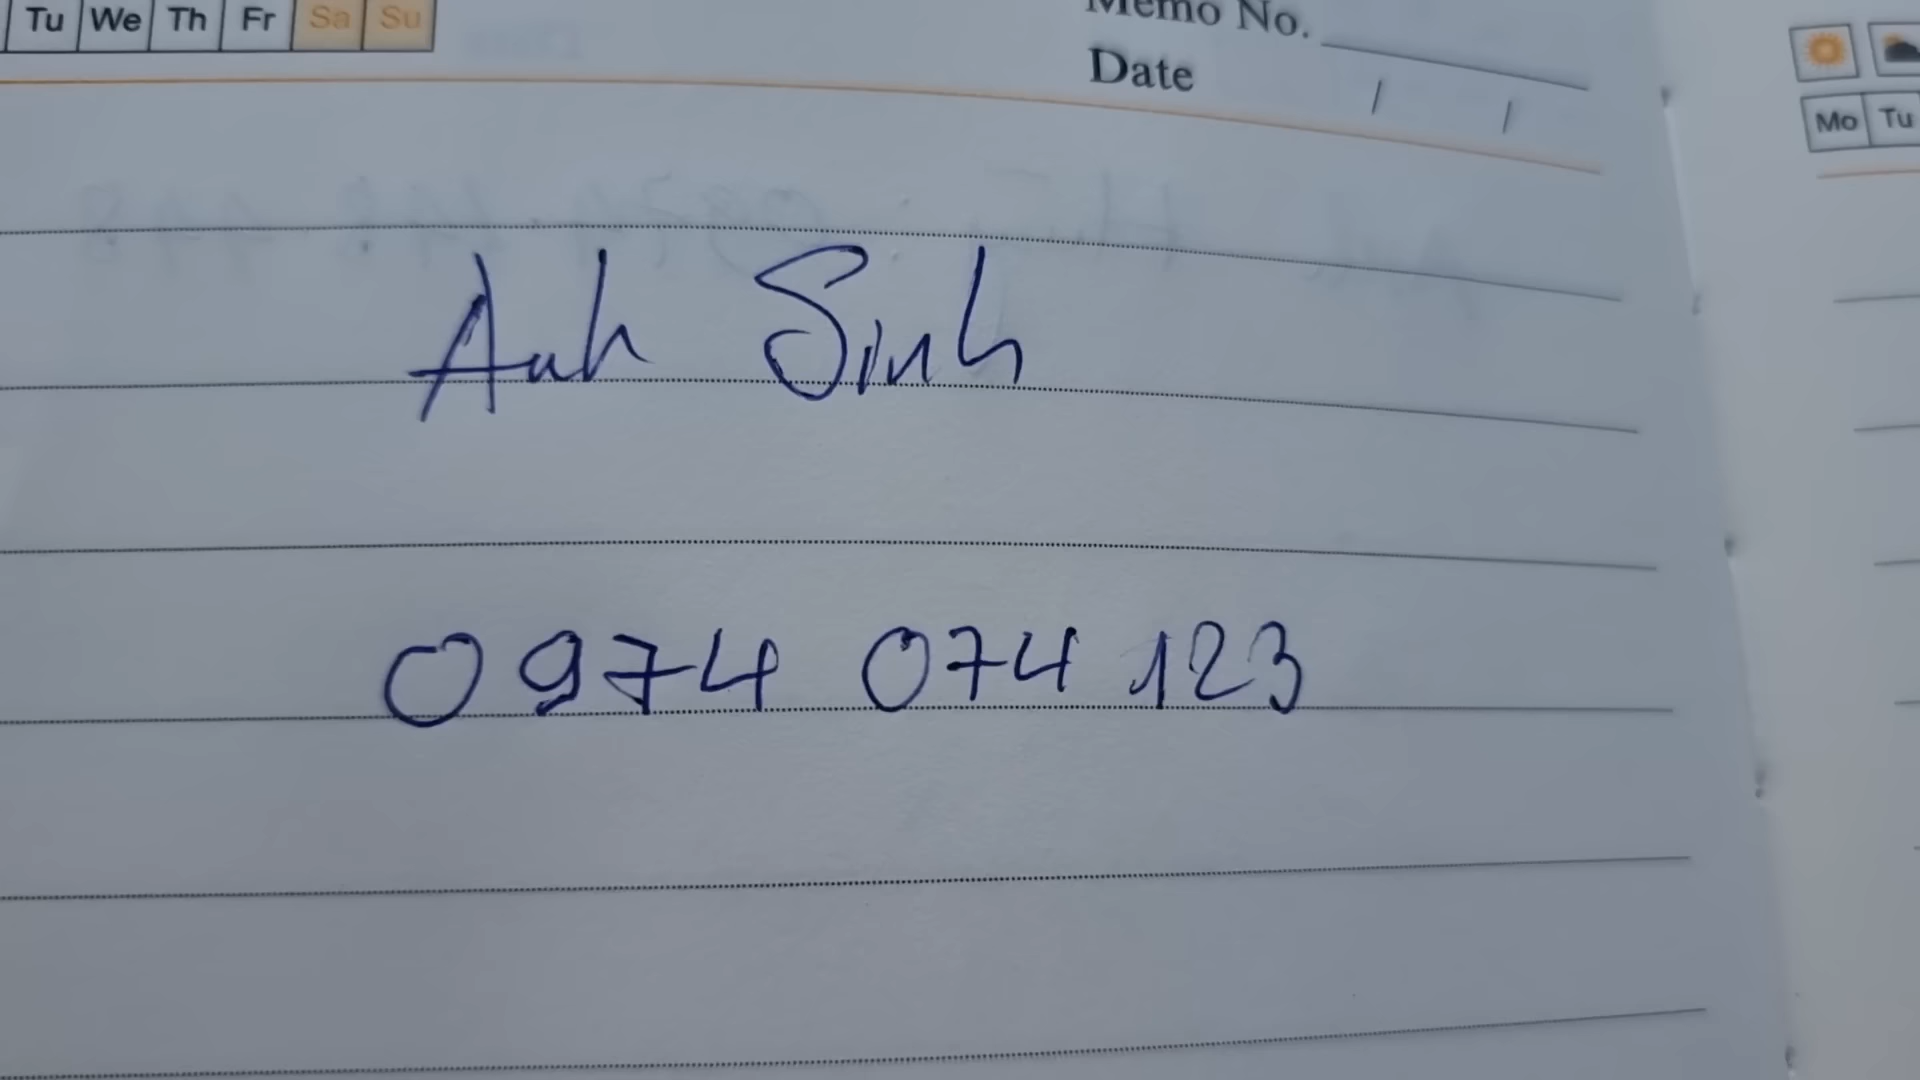 Tu We Th Fr Sa Su
Memo No.
Date / /
Mo Tu
Anh Sinh
0974 074 123